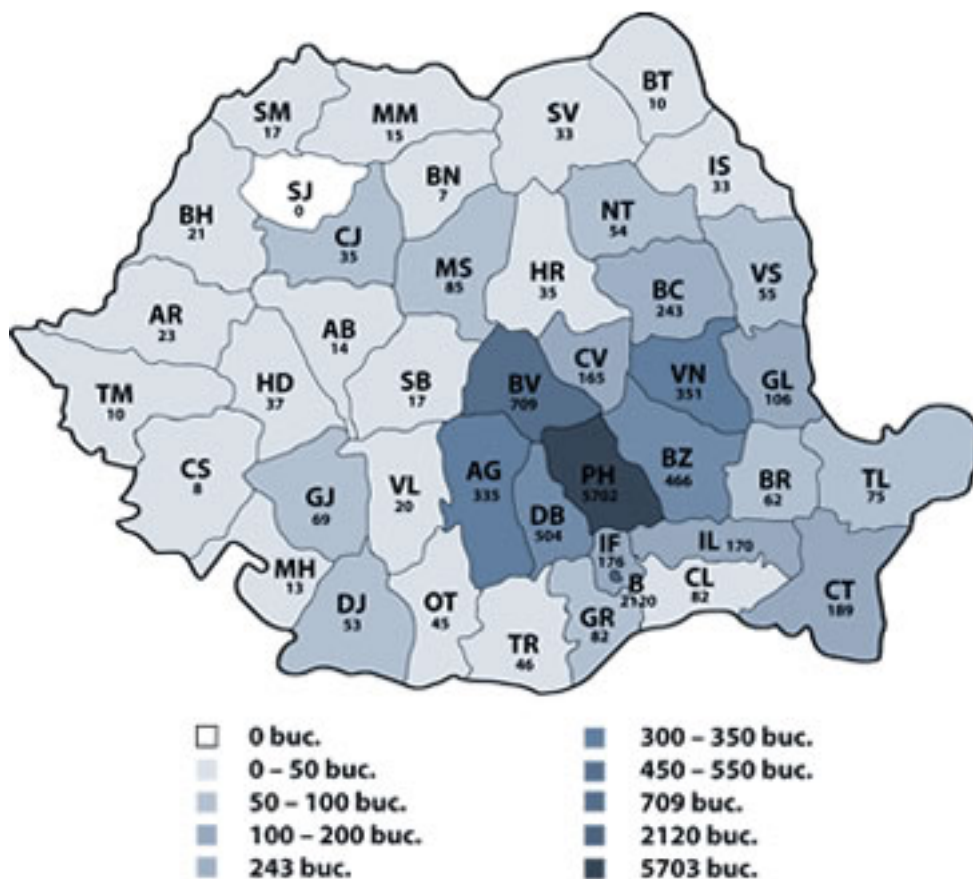 BT
10
SM
17
MM
15
SV
33
IS
33
SJ
0
BN
7
NT
54
BH
21
CJ
35
MS
85
HR
35
BC
243
VS
55
AR
23
AB
14
CV
165
VN
351
GL
106
TM
10
HD
37
SB
17
BV
709
CS
8
GJ
69
VL
20
AG
335
PH
5702
BZ
466
BR
62
TL
75
DB
504
IF
176
IL 170
MH
13
DJ
53
OT
45
TR
46
GR
82
B
2120
CL
82
CT
189
0 buc.
0 – 50 buc.
50 – 100 buc.
100 – 200 buc.
243 buc.
300 – 350 buc.
450 – 550 buc.
709 buc.
2120 buc.
5703 buc.